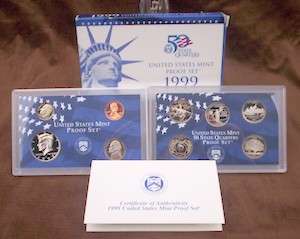 50
UNITED STATES MINT
PROOF SET
1999
UNITED STATES MINT
PROOF SET
UNITED STATES MINT
50 STATE QUARTERS
PROOF SET
Certificate of Authenticity
1999 United States Mint Proof Set